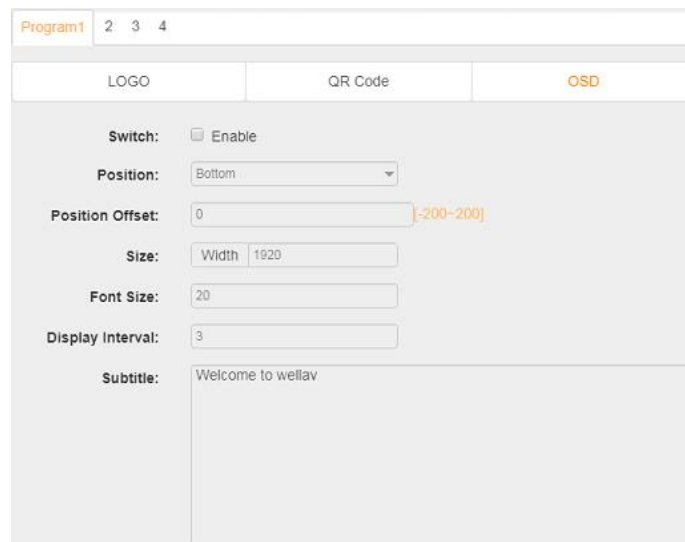 Program1 2 3 4
LOGO QR Code OSD
Switch: Enable
Position: Bottom
Position Offset: 0 [-200~200]
Size: Width 1920
Font Size: 20
Display Interval: 3
Subtitle: Welcome to wellav